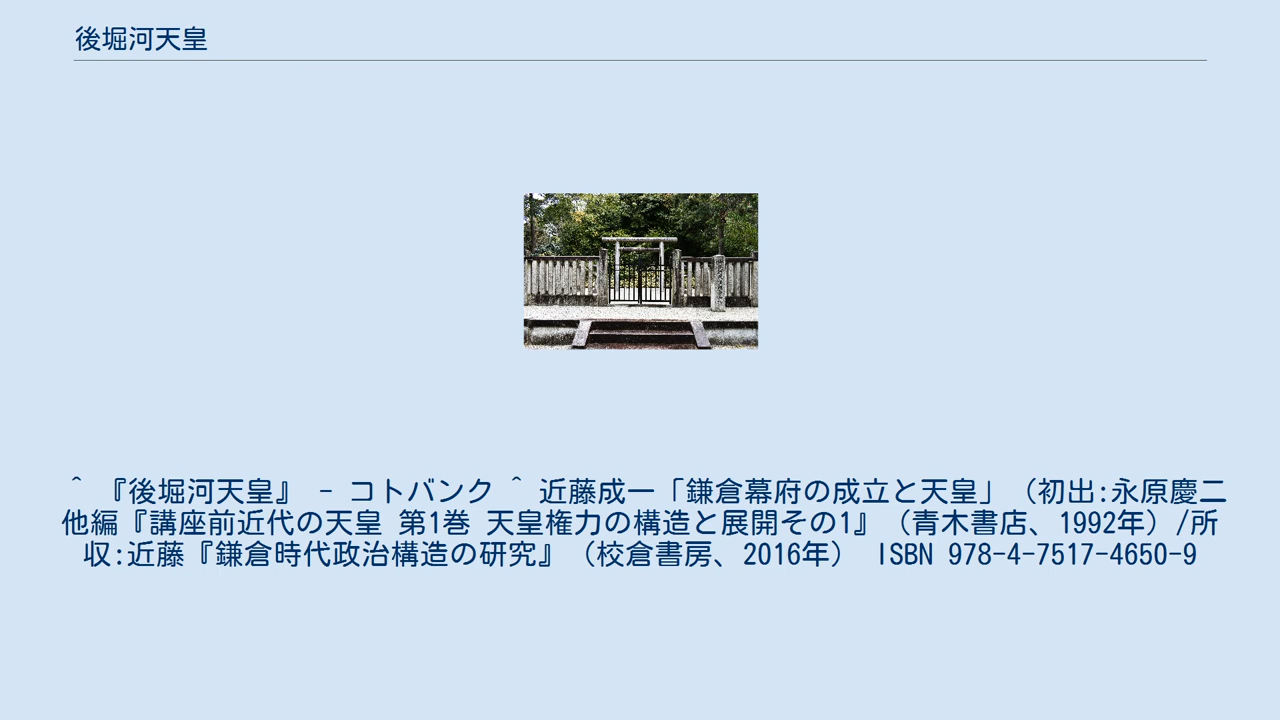 後堀河天皇
^ 『後堀河天皇』 - コトバンク ^ 近藤成一「鎌倉幕府の成立と天皇」（初出:永原慶二
他編『講座前近代の天皇 第1巻 天皇権力の構造と展開その1』（青木書店、1992年）/所
収:近藤『鎌倉時代政治構造の研究』（校倉書房、2016年） ISBN 978-4-7517-4650-9